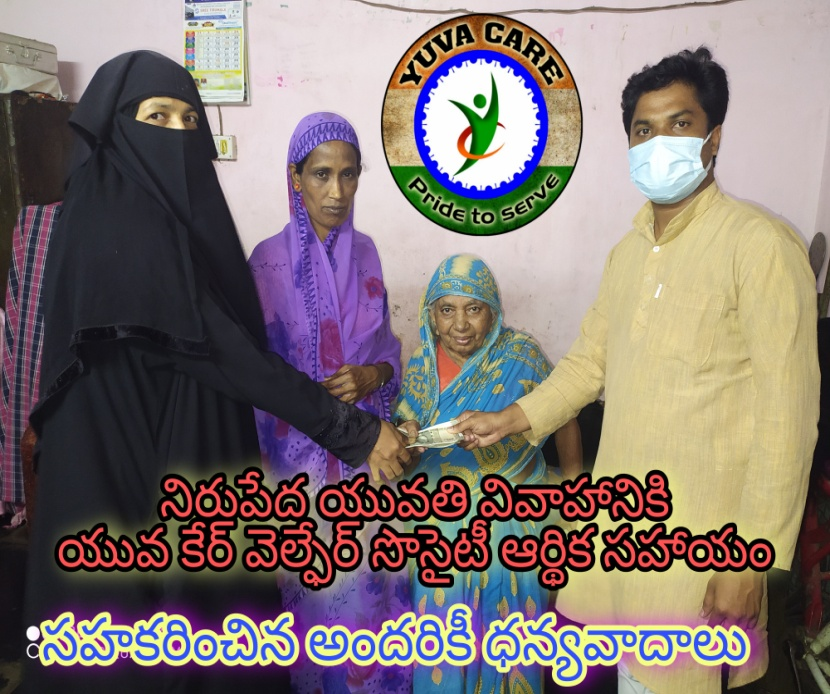 YUVA CARE
Pride to serve
నిరుపేద యువతి వివాహానికి
యువ కేర్ వెల్ఫేర్ సొసైటీ ఆర్థిక సహాయం
సహకరించిన అందరికీ ధన్యవాదాలు